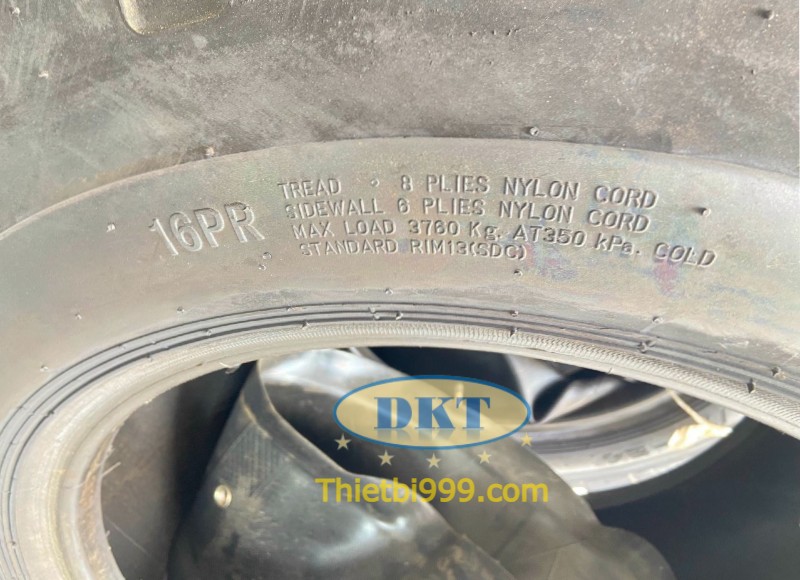 16PR
TREAD 8 PLIES NYLON CORD
SIDEWALL 6 PLIES NYLON CORD
MAX LOAD 3760 Kg. AT350 kPa. COLD
STANDARD RIM13(SDC)
DKT
Thietbi999.com